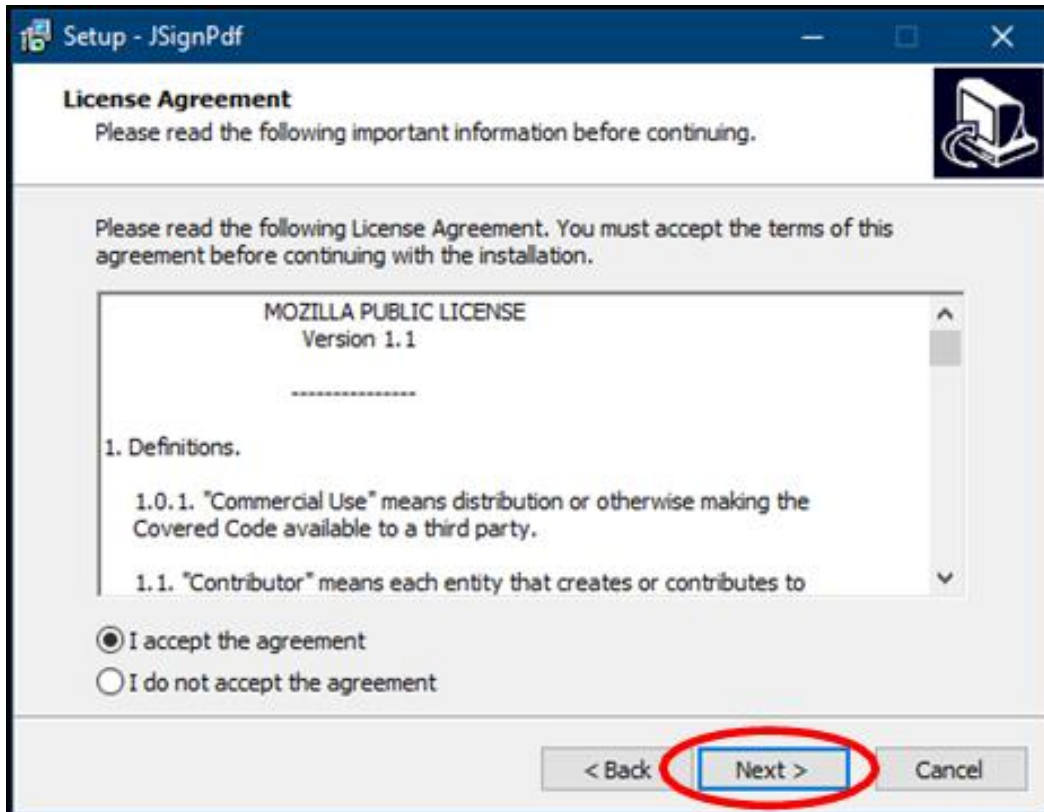 Setup - JSignPdf
License Agreement
Please read the following important information before continuing.
Please read the following License Agreement. You must accept the terms of this
agreement before continuing with the installation.
MOZILLA PUBLIC LICENSE
Version 1.1
---------------
1. Definitions.
1.0.1. "Commercial Use" means distribution or otherwise making the
Covered Code available to a third party.
1.1. "Contributor" means each entity that creates or contributes to
I accept the agreement
I do not accept the agreement
< Back Next > Cancel